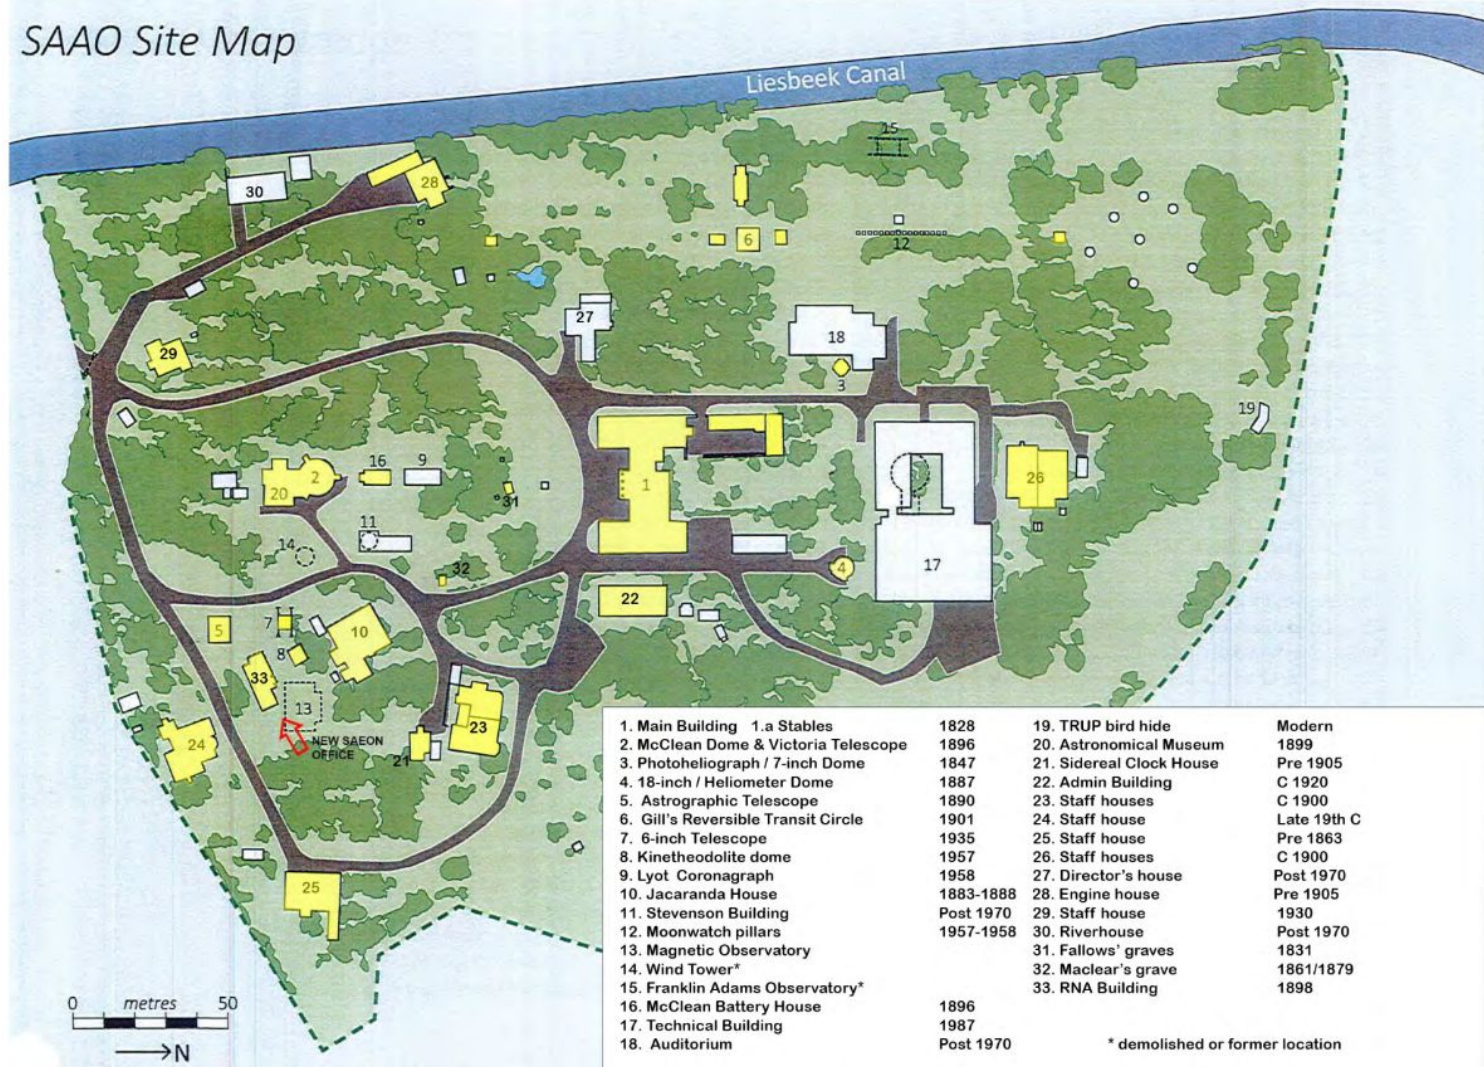 SAAO Site Map
Liesbeek Canal
15
30
28
6
12
27
29
18
3
19
2
16
9
20
31
1
26
11
14
17
4
32
22
7
5
10
8
33
13
NEW SAEON
OFFICE
23
24
21
25
1. Main Building 1.a Stables 1828
2. McClean Dome & Victoria Telescope 1896
3. Photoheliograph / 7-inch Dome 1847
4. 18-inch / Heliometer Dome 1887
5. Astrographic Telescope 1890
6. Gill's Reversible Transit Circle 1901
7. 6-inch Telescope 1935
8. Kinetheodolite dome 1957
9. Lyot Coronagraph 1958
10. Jacaranda House 1883-1888
11. Stevenson Building Post 1970
12. Moonwatch pillars 1957-1958
13. Magnetic Observatory
14. Wind Tower*
15. Franklin Adams Observatory*
16. McClean Battery House 1896
17. Technical Building 1987
18. Auditorium Post 1970
19. TRUP bird hide Modern
20. Astronomical Museum 1899
21. Sidereal Clock House Pre 1905
22. Admin Building C 1920
23. Staff houses C 1900
24. Staff house Late 19th C
25. Staff house Pre 1863
26. Staff houses C 1900
27. Director's house Post 1970
28. Engine house Pre 1905
29. Staff house 1930
30. Riverhouse Post 1970
31. Fallows' graves 1831
32. Maclear's grave 1861/1879
33. RNA Building 1898
* demolished or former location
0 metres 50
N